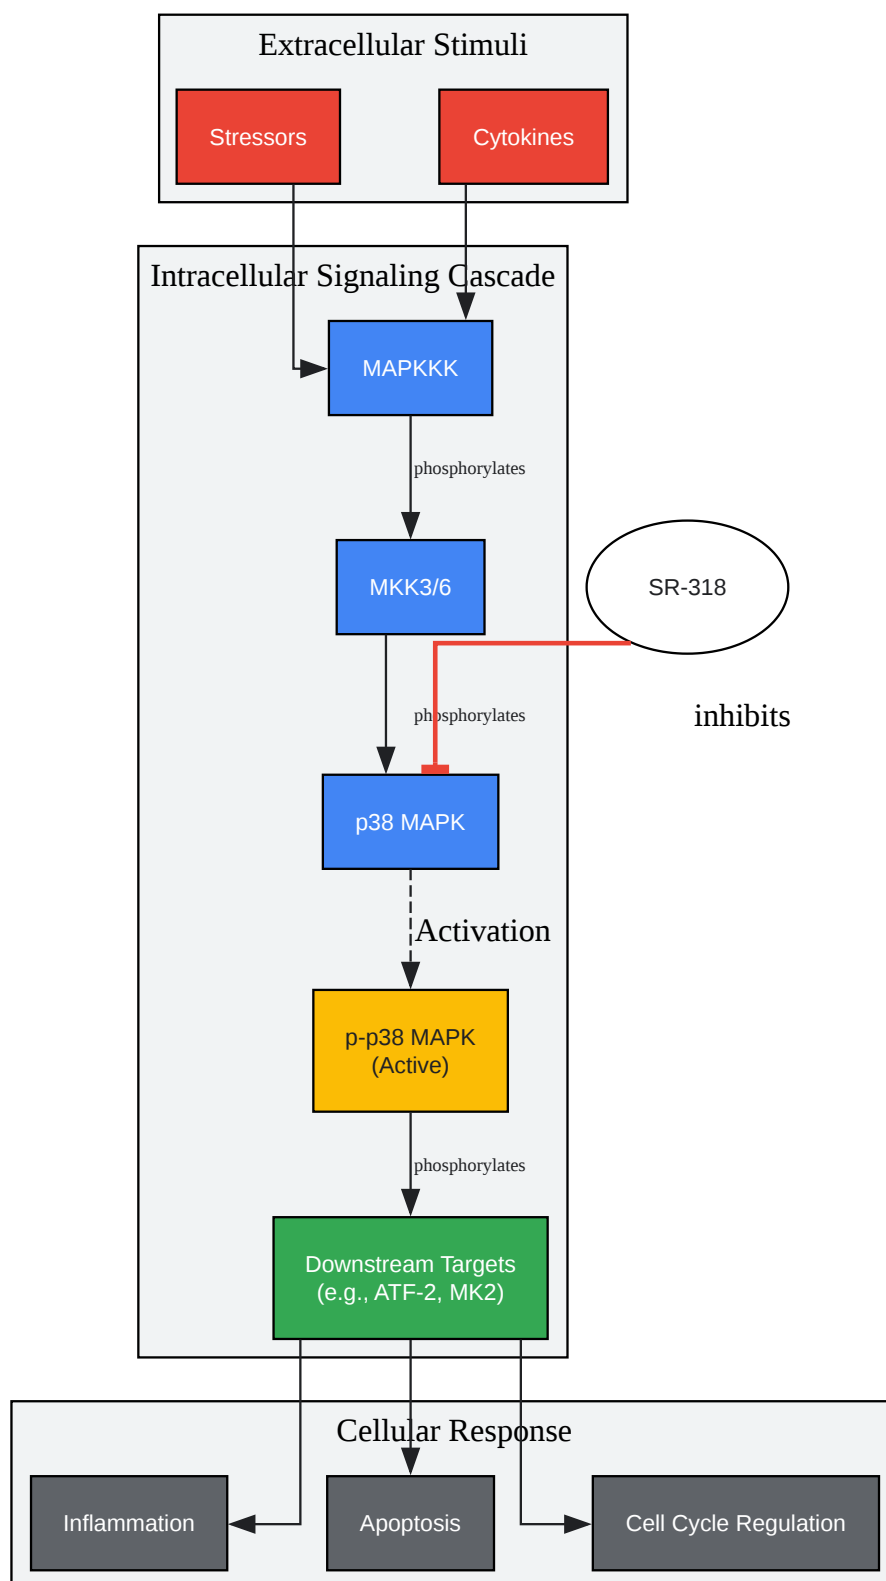 Extracellular Stimuli
Stressors
Cytokines
Intracellular Signaling Cascade
MAPKKK
phosphorylates
MKK3/6
SR-318
phosphorylates
inhibits
p38 MAPK
Activation
p-p38 MAPK
(Active)
phosphorylates
Downstream Targets
(e.g., ATF-2, MK2)
Cellular Response
Inflammation
Apoptosis
Cell Cycle Regulation